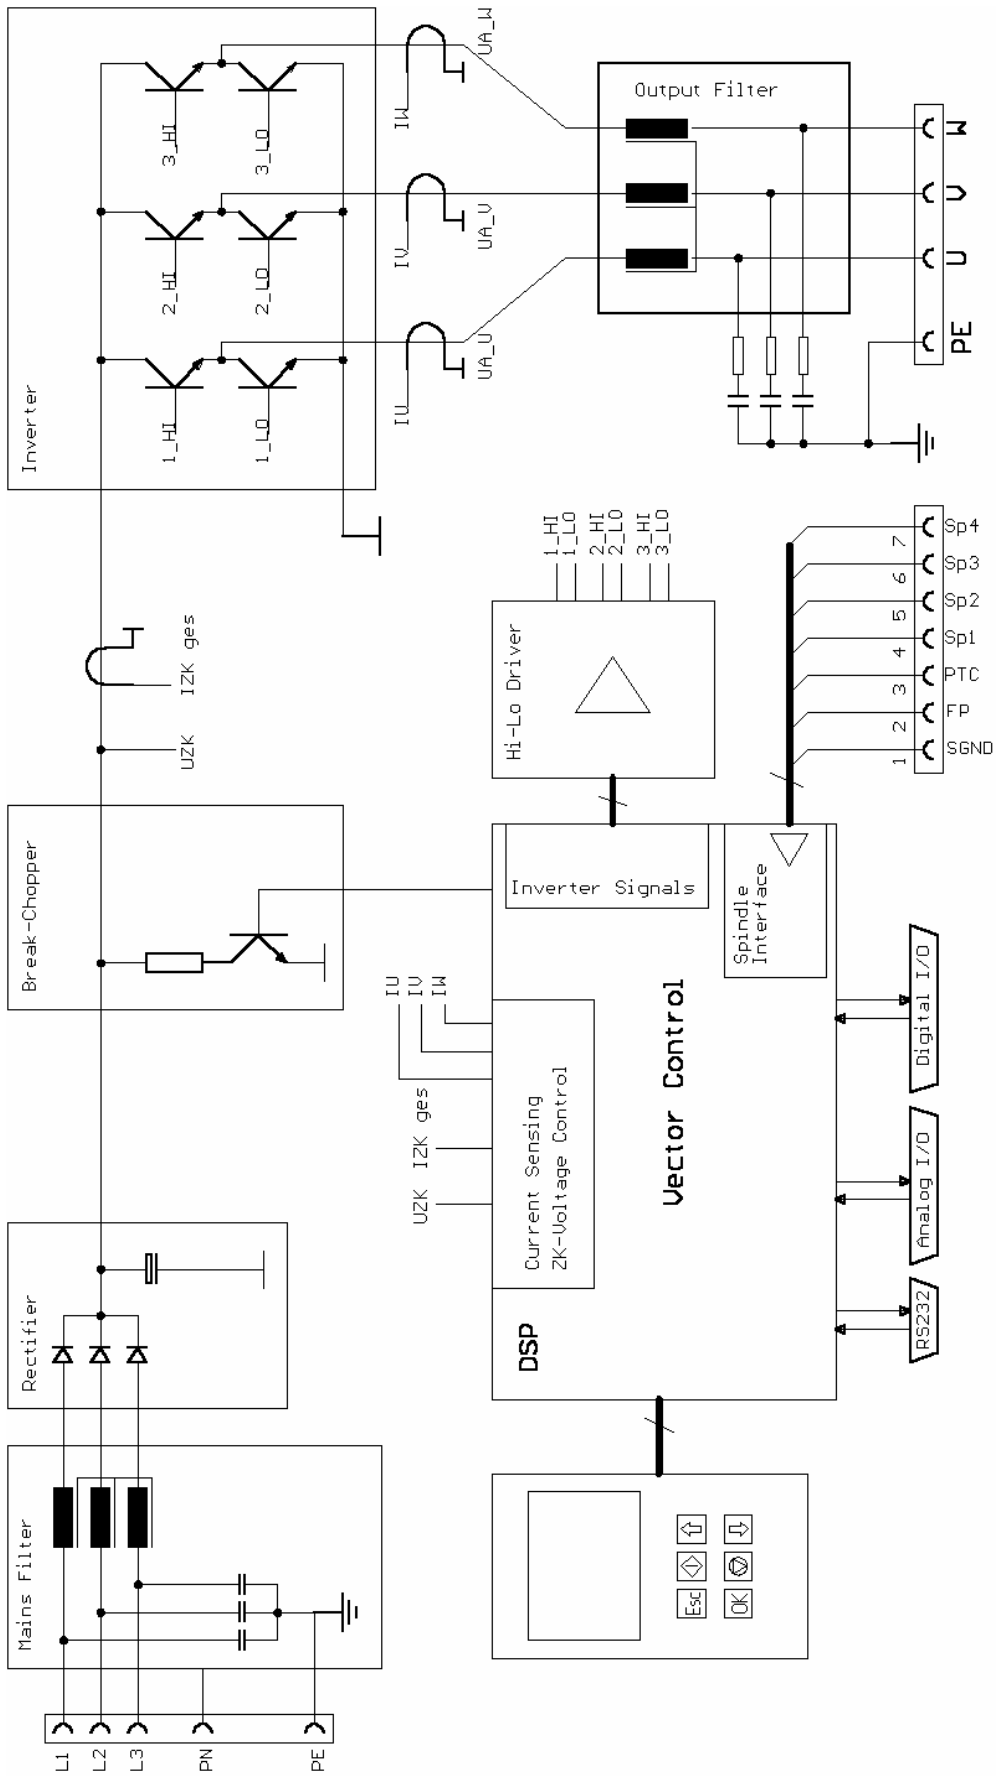 Inverter
3_HI
3_LO
2_HI
2_LO
1_HI
1_LO
IW
UA_W
IV
UA_V
IU
UA_U
Output Filter
W
V
U
PE
IZK ges
UZK
Break-Chopper
1_HI
1_LO
2_HI
2_LO
3_HI
3_LO
Hi-Lo Driver
7
Sp4
6
Sp3
5
Sp2
4
Sp1
3
PTC
2
FP
1
SGND
Inverter Signals
Spindle
Interface
IU
IV
IW
IZK ges
UZK
Current Sensing
ZK-Voltage Control
Vector Control
DSP
Digital I/O
Analog I/O
RS232
Rectifier
Mains Filter
Esc
OK
L1
L2
L3
PN
PE